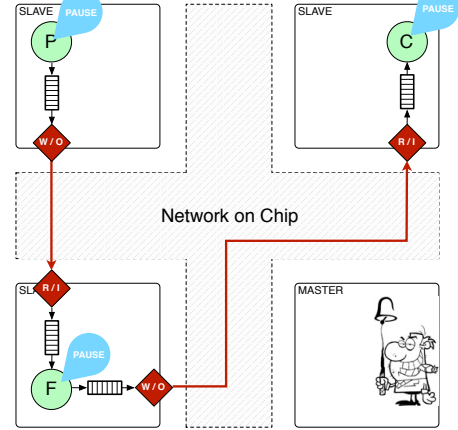 SLAVE
PAUSE
P
W / O
SLAVE
PAUSE
C
R / I
Network on Chip
R / I
PAUSE
F
W / O
MASTER